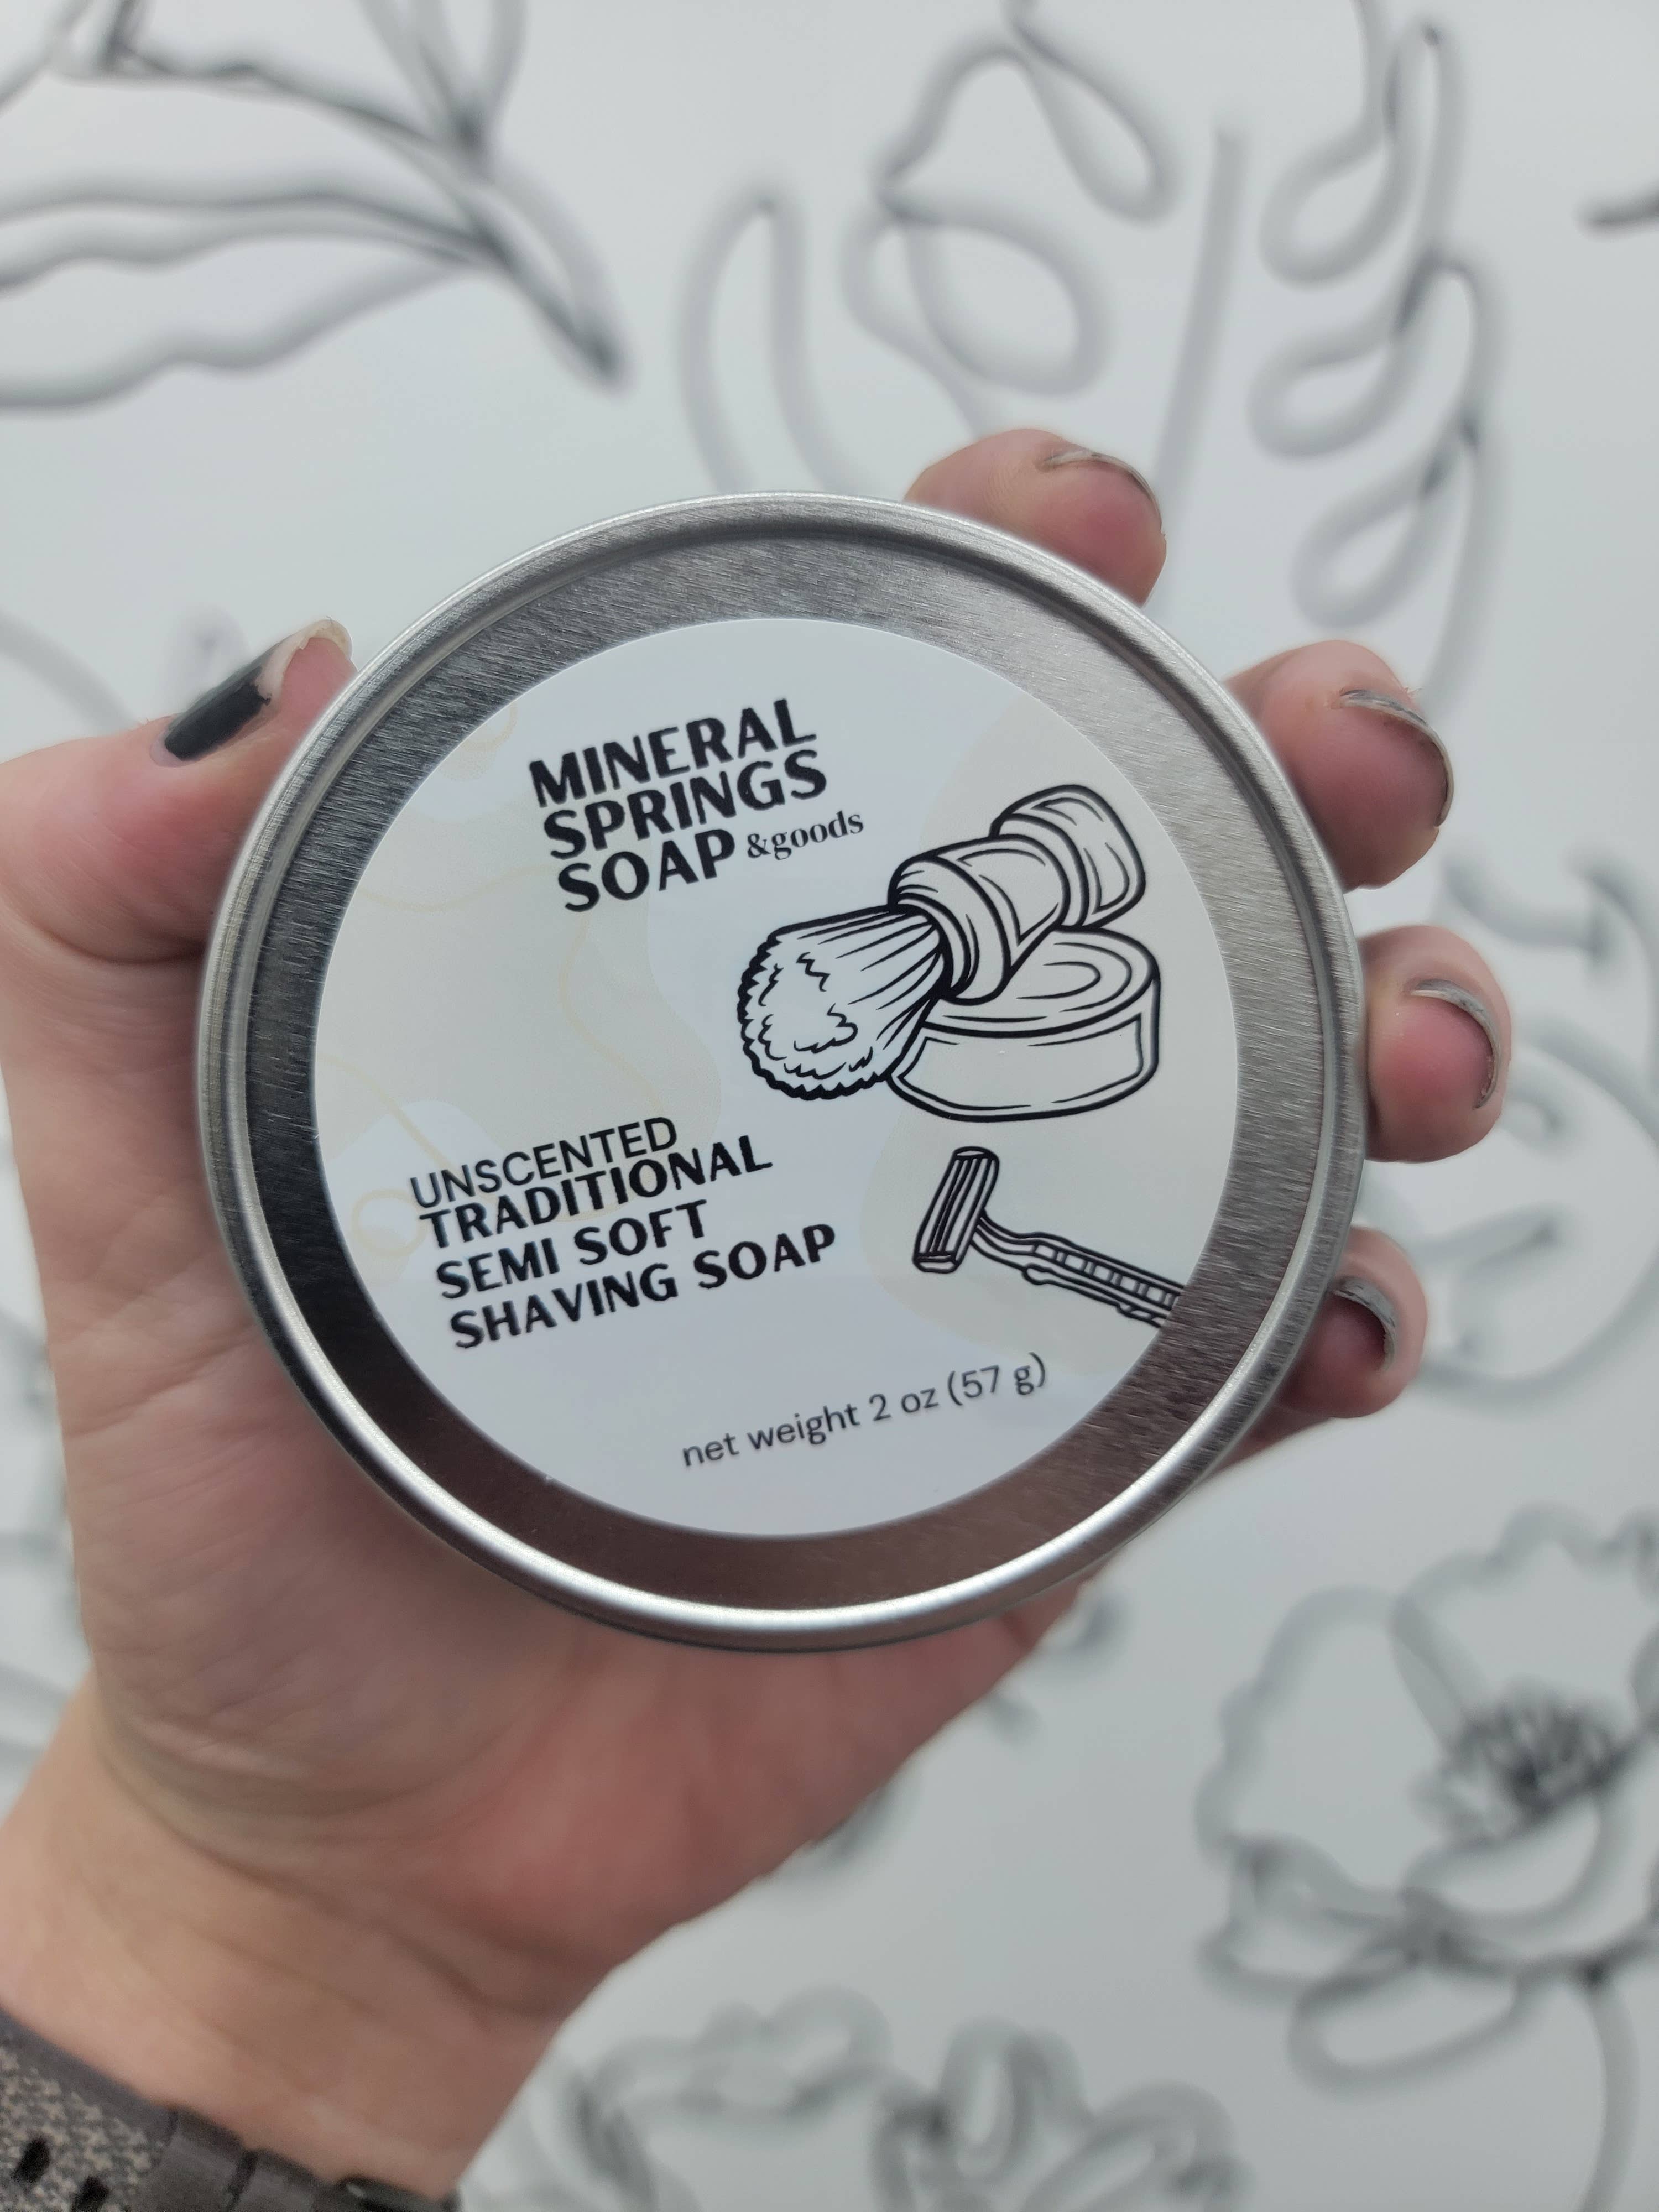 MINERAL
SPRINGS
SOAP &goods
UNSCENTED
TRADITIONAL
SEMI SOFT
SHAVING SOAP
net weight 2 oz (57 g)